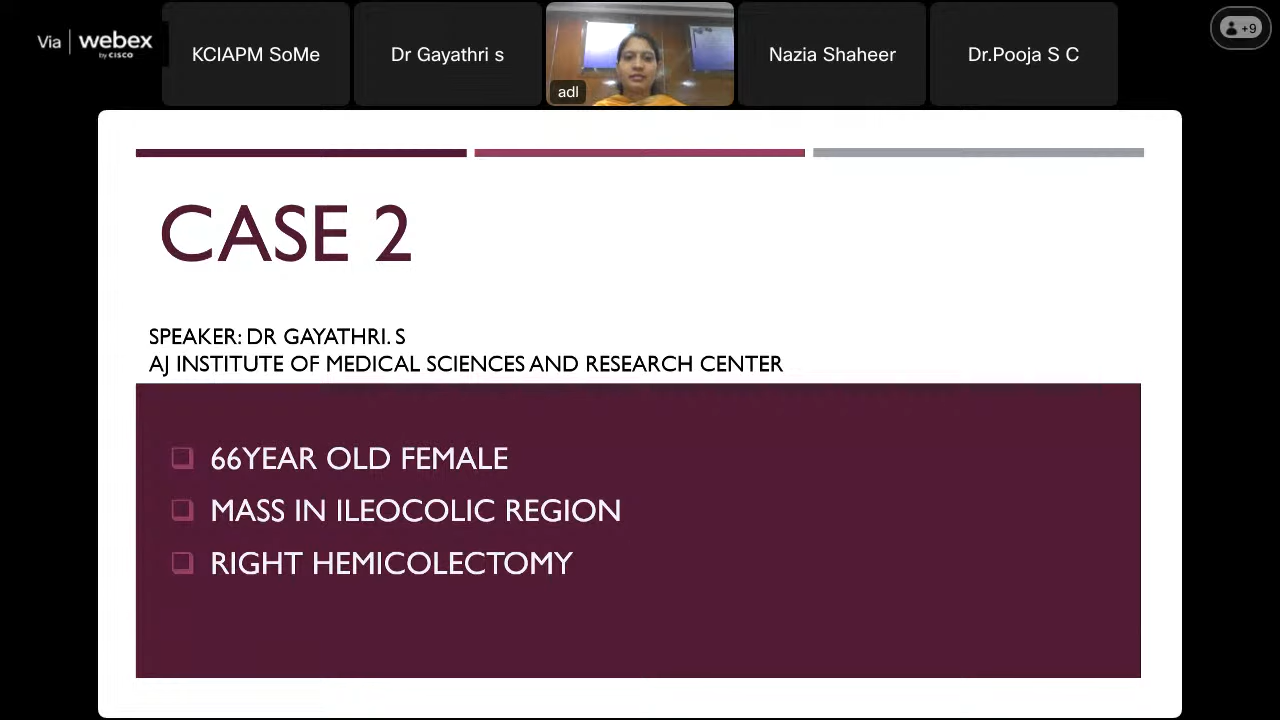 Via webex
by CISCO
KCIAPM SoMe
Dr Gayathri s
adl
Nazia Shaheer
Dr.Pooja S C
+9
CASE 2
SPEAKER: DR GAYATHRI. S
AJ INSTITUTE OF MEDICAL SCIENCES AND RESEARCH CENTER
66YEAR OLD FEMALE
MASS IN ILEOCOLIC REGION
RIGHT HEMICOLECTOMY